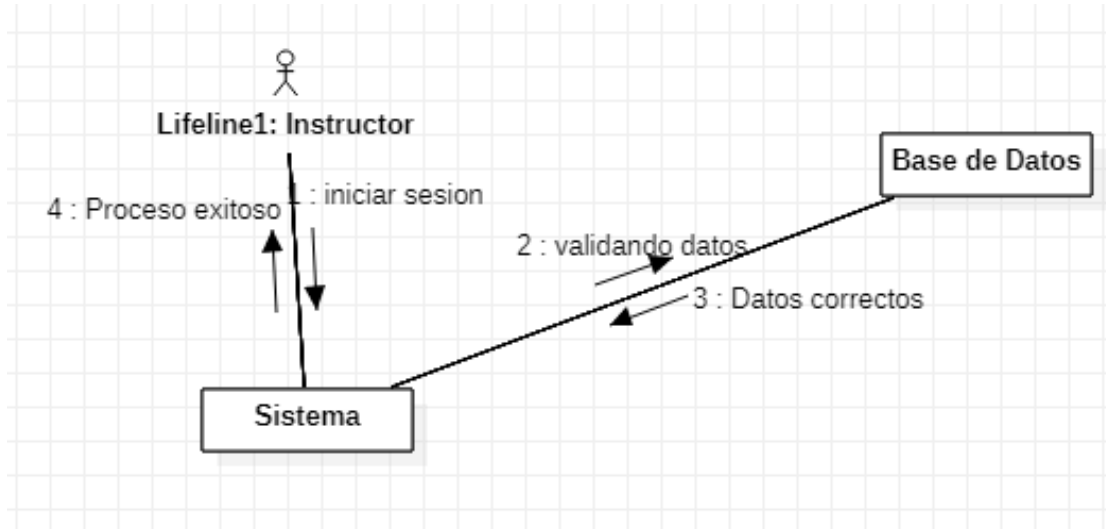 Lifeline1: Instructor
Base de Datos
1 : iniciar sesion
4 : Proceso exitoso
2 : validando datos
3 : Datos correctos
Sistema